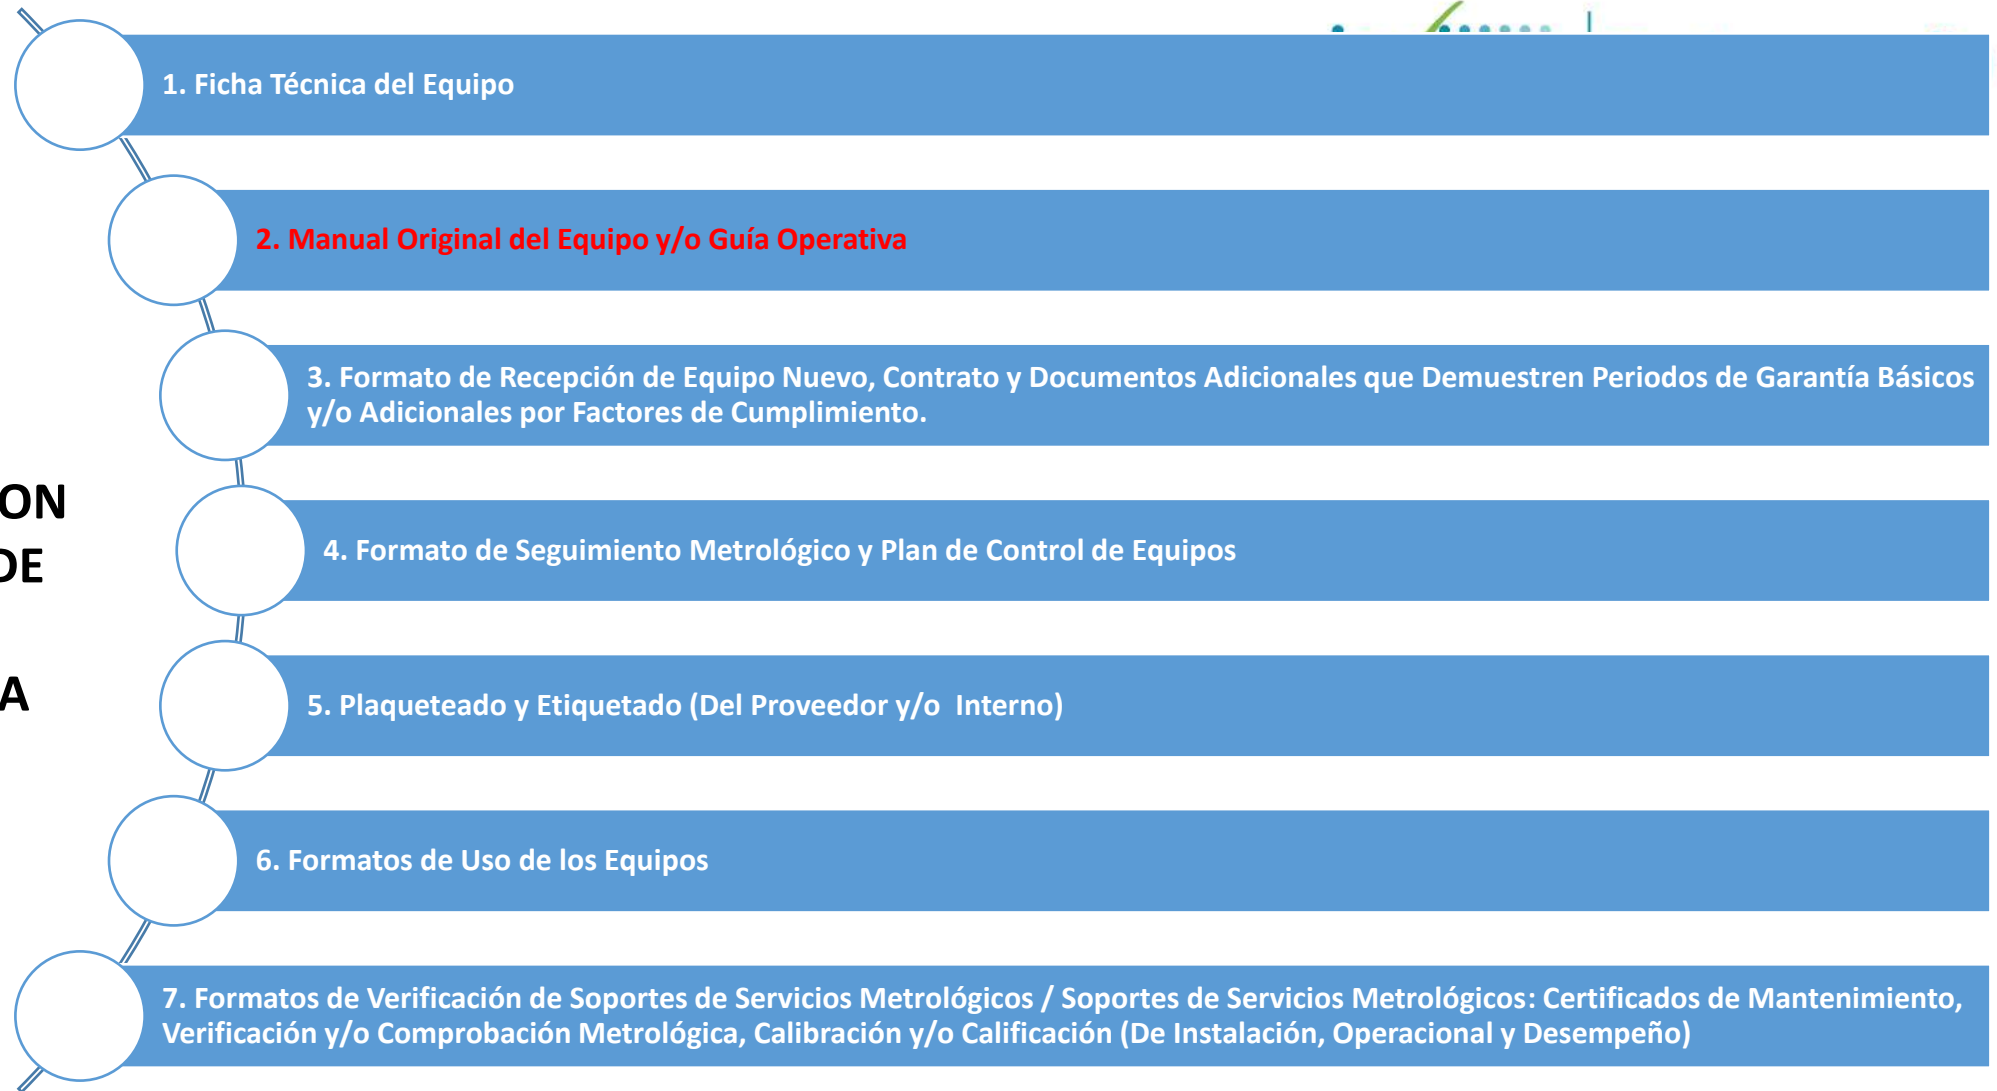 1. Ficha Técnica del Equipo
2. Manual Original del Equipo y/o Guía Operativa
3. Formato de Recepción de Equipo Nuevo, Contrato y Documentos Adicionales que Demuestren Periodos de Garantía Básicos
y/o Adicionales por Factores de Cumplimiento.
ON
DE
A
4. Formato de Seguimiento Metrológico y Plan de Control de Equipos
5. Plaqueteado y Etiquetado (Del Proveedor y/o  Interno)
6. Formatos de Uso de los Equipos
7. Formatos de Verificación de Soportes de Servicios Metrológicos / Soportes de Servicios Metrológicos: Certificados de Mantenimiento,
Verificación y/o Comprobación Metrológica, Calibración y/o Calificación (De Instalación, Operacional y Desempeño)